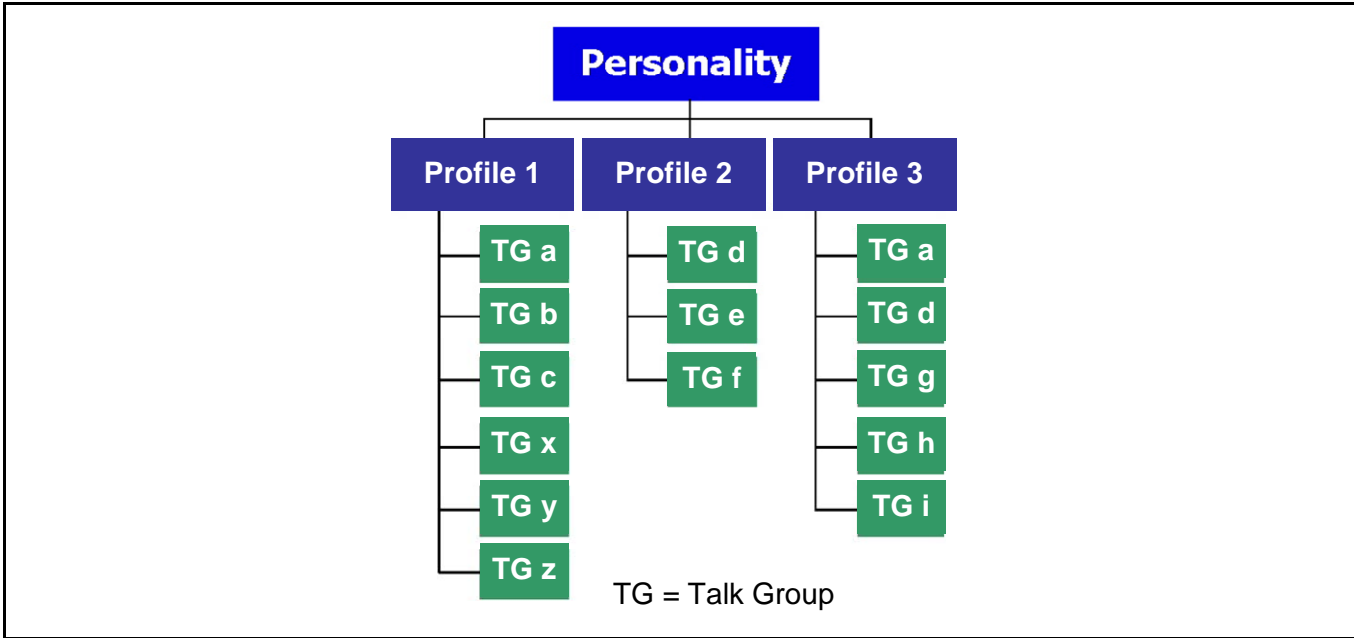 Personality
Profile 1
Profile 2
Profile 3
TG a
TG b
TG c
TG x
TG y
TG z
TG d
TG e
TG f
TG a
TG d
TG g
TG h
TG i
TG = Talk Group